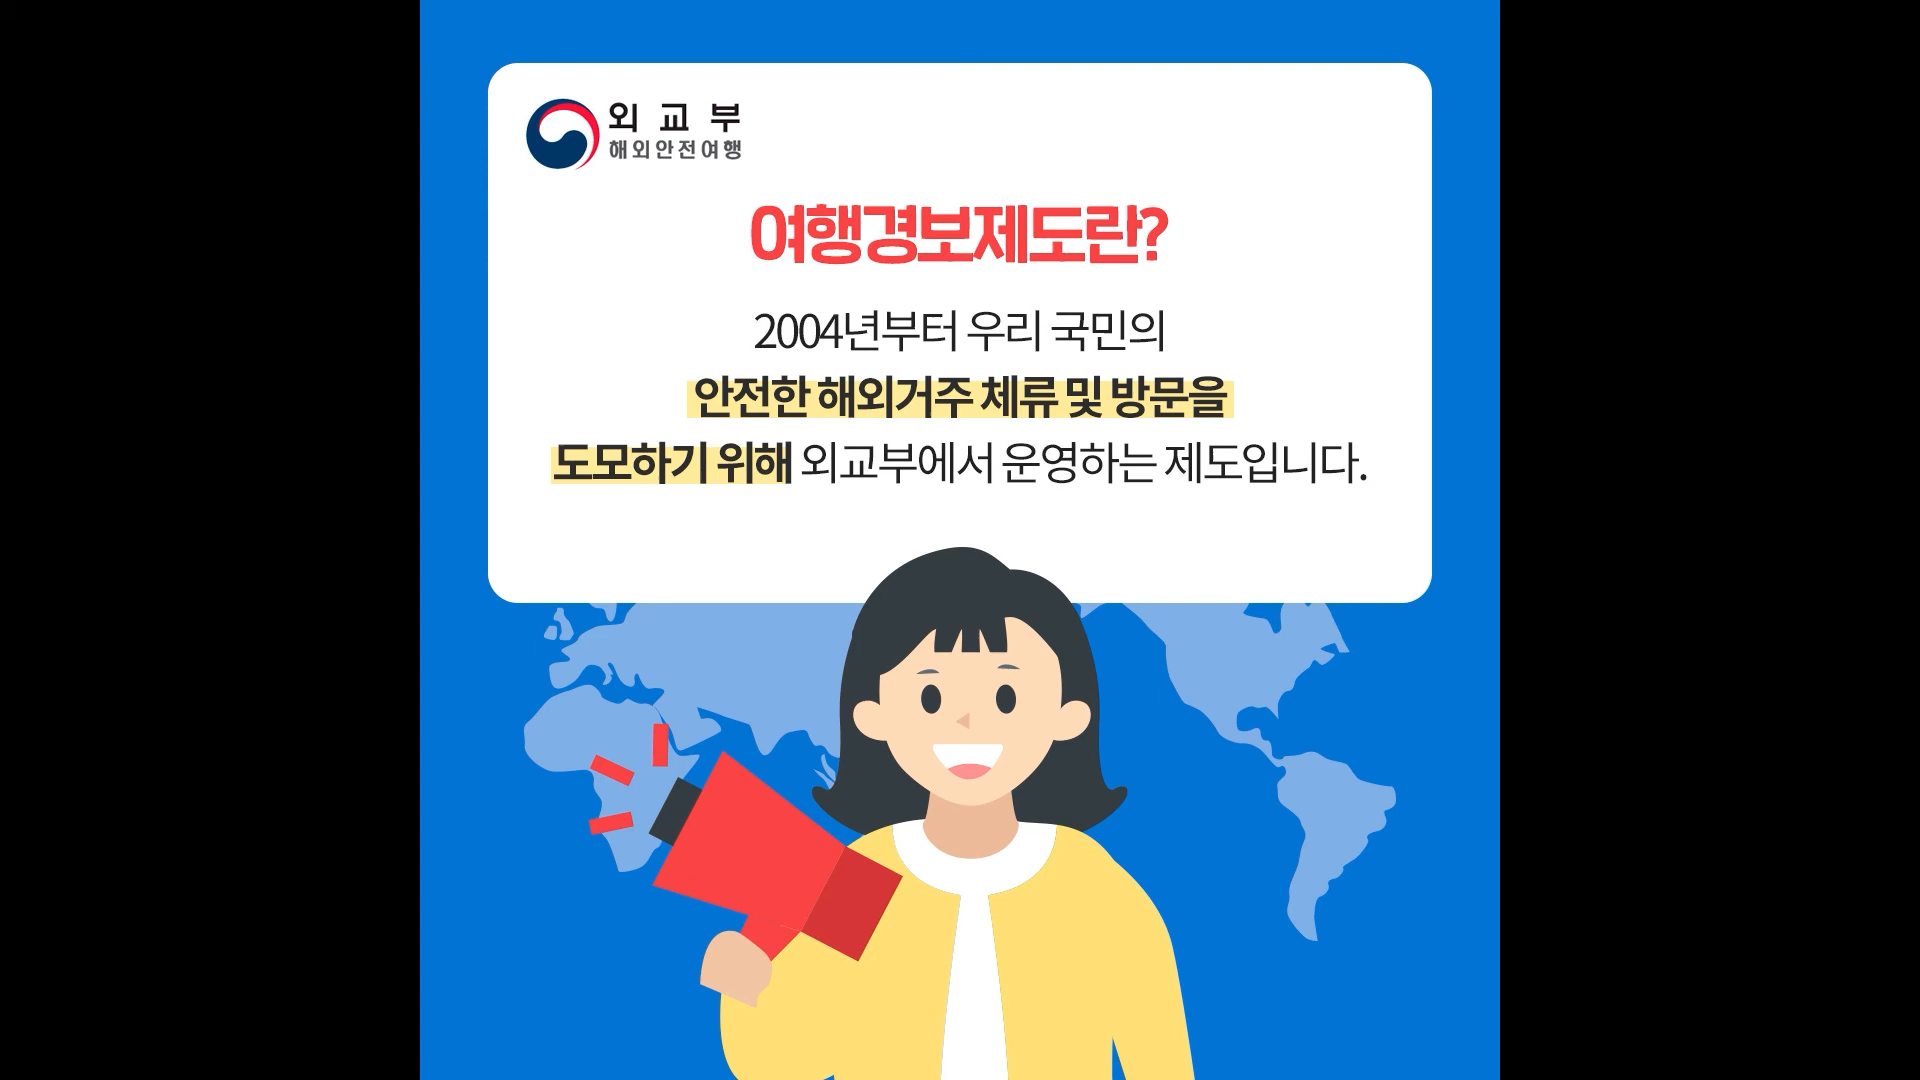 외교부
해외안전여행
여행경보제도란?
2004년부터 우리 국민의
안전한 해외거주 체류 및 방문을
도모하기 위해 외교부에서 운영하는 제도입니다.